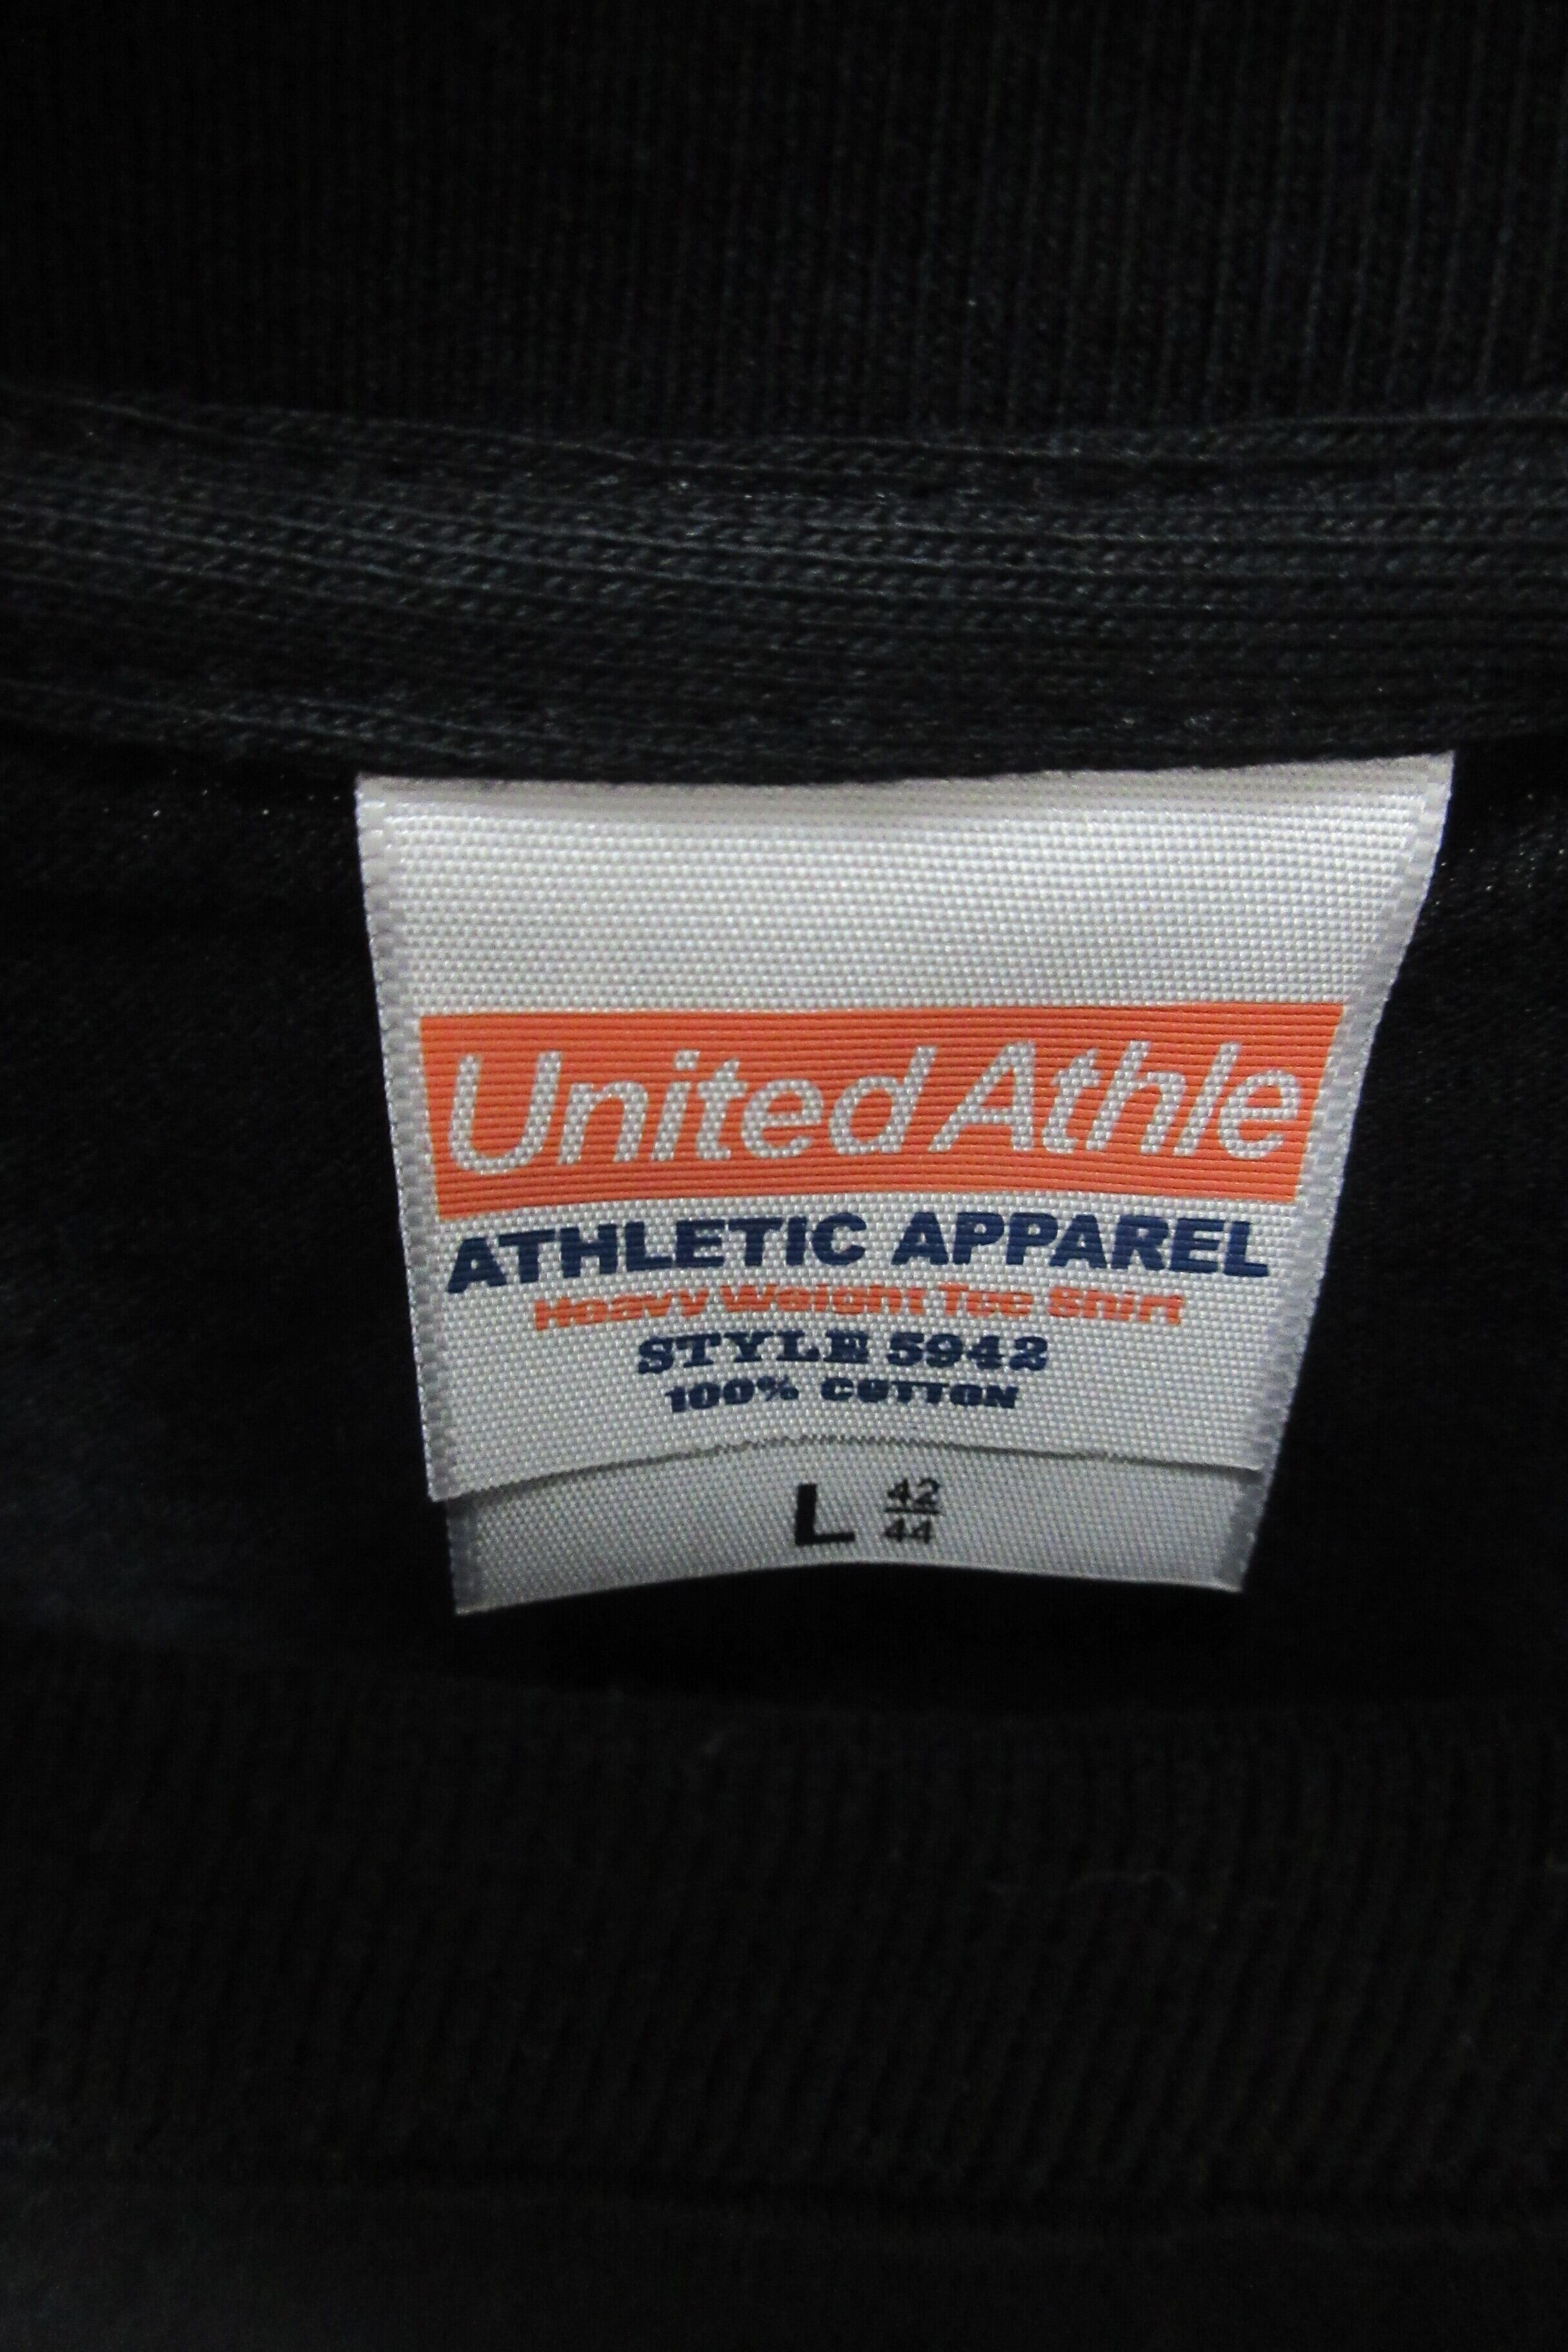 United Athle
ATHLETIC APPAREL
Heavy Weight Tee Shirt
STYLE 5942
100% COTTON
L 42
44